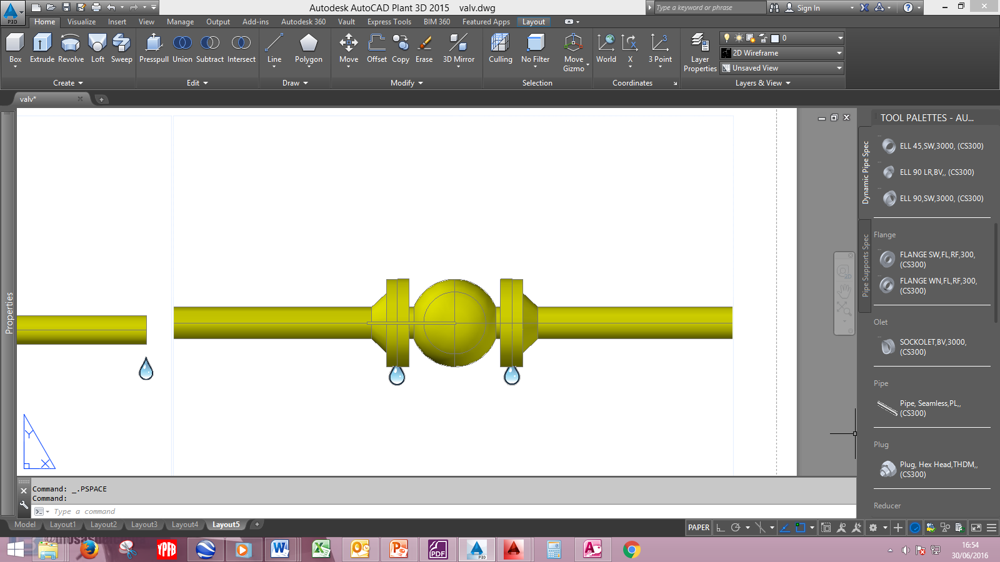 Autodesk AutoCAD Plant 3D 2015    valv.dwg
Type a keyword or phrase
Sign In
P3D
Home  Visualize  Insert  View  Manage  Output  Add-ins  Autodesk 360  Vault  Express Tools  BIM 360  Featured Apps  Layout
Box  Extrude  Revolve  Loft  Sweep  Presspull  Union  Subtract  Intersect  Line  Polygon  Move  Offset  Copy  Erase  3D Mirror  Culling  No Filter  Move Gizmo  World  X  3 Point  Layer Properties
0
2D Wireframe
Unsaved View
Create  Edit  Draw  Modify  Selection  Coordinates  Layers & View
valv*
Properties
TOOL PALETTES - AU...
Dynamic Pipe Spec
Pipe Supports Spec
ELL 45,SW,3000, (CS300)
ELL 90 LR,BV,, (CS300)
ELL 90,SW,3000, (CS300)
Flange
FLANGE SW,FL,RF,300,
(CS300)
FLANGE WN,FL,RF,300,
(CS300)
Olet
SOCKOLET,BV,3000,
(CS300)
Pipe
Pipe, Seamless,PL,,
(CS300)
Plug
Plug, Hex Head,THDM,,
(CS300)
Reducer
2D
Y
X
Command: _.PSPACE
Command:
Type a command
Model  Layout1  Layout2  Layout3  Layout4  Layout5
PAPER
YPFB
PDF
P3D
16:54
30/06/2016